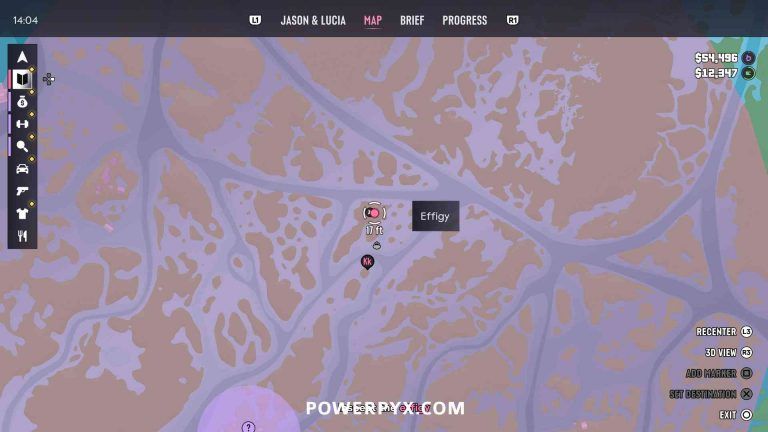 14:04
L1 JASON & LUCIA MAP BRIEF PROGRESS R1
$54,496
$12,347
Effigy
17 ft
Kk
RECENTER L3
3D VIEW R3
ADD MARKER
SET DESTINATION
EXIT
POWERPYX.COM
?